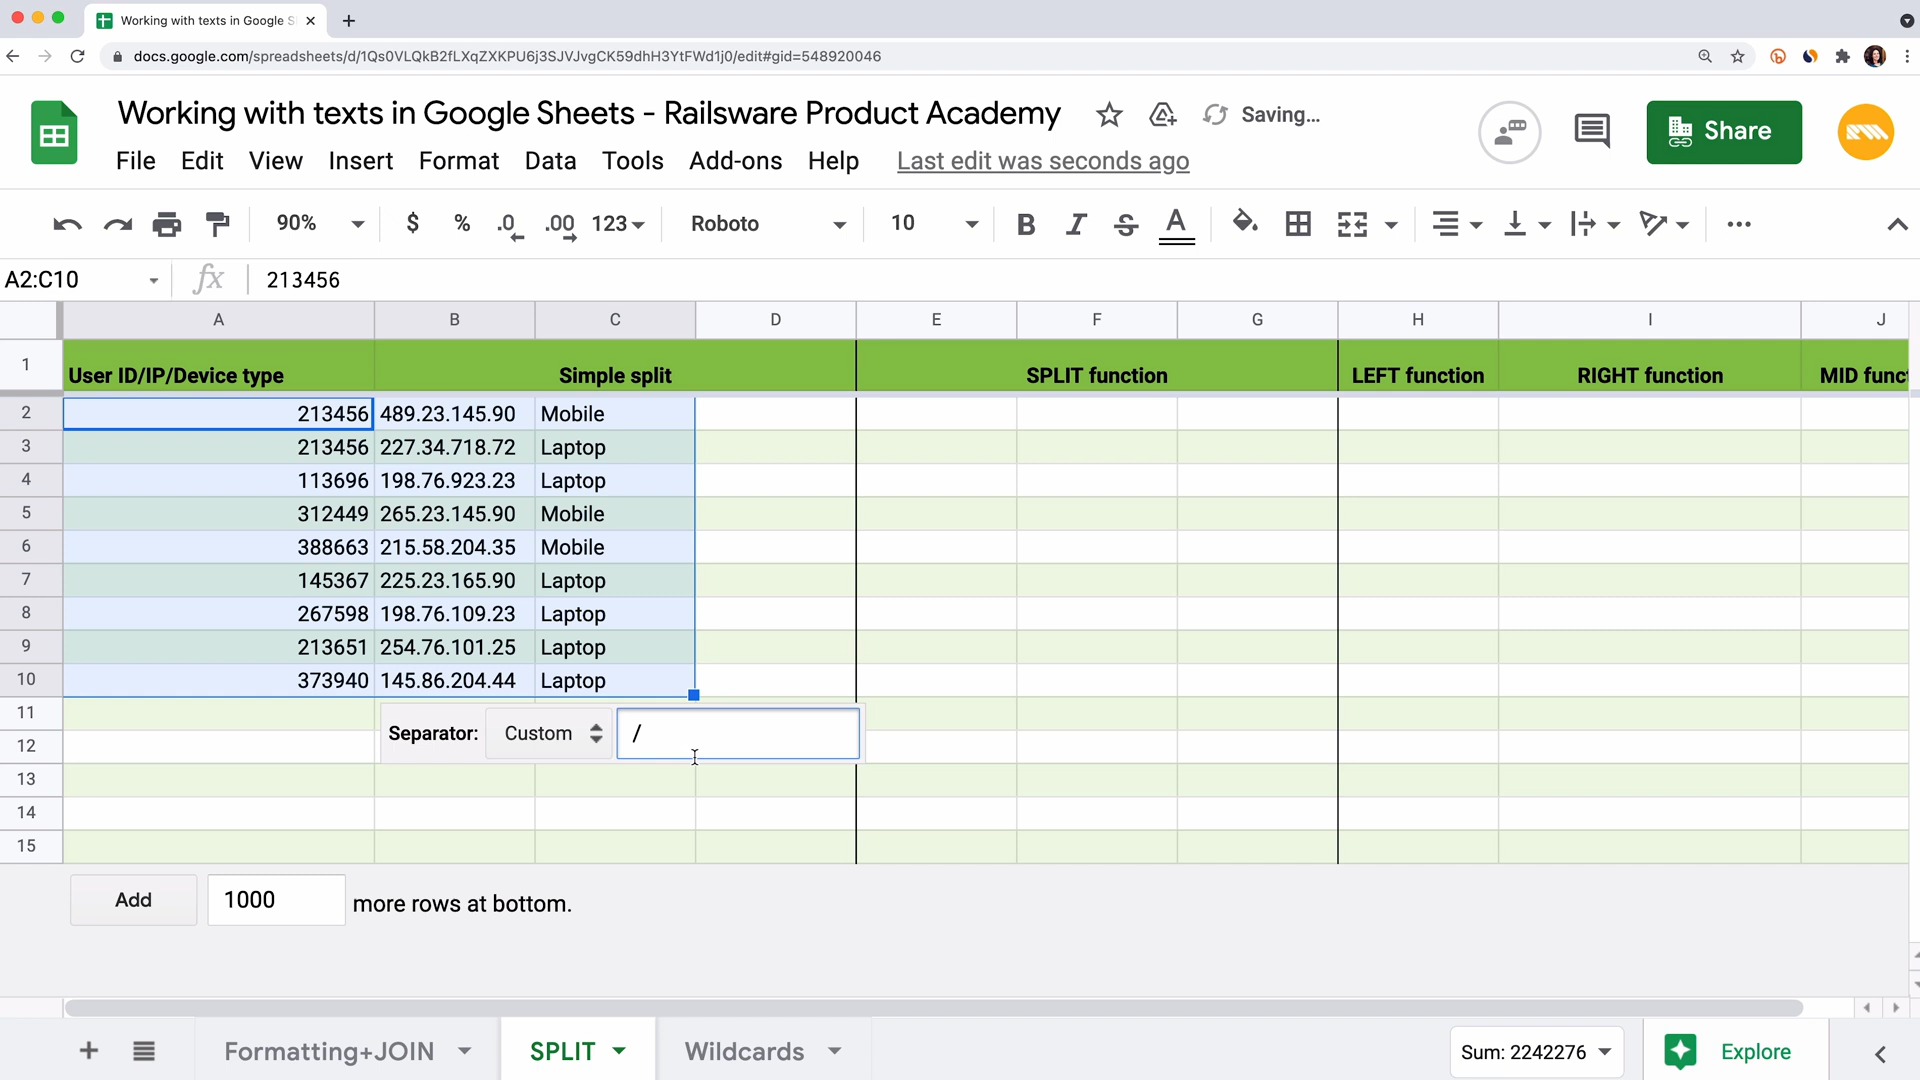 Working with texts in Google S
docs.google.com/spreadsheets/d/1Qs0VLQkB2fLXqZXKPU6j3SJVJvgCK59dhH3YtFWd1j0/edit#gid=548920046
Working with texts in Google Sheets - Railsware Product Academy
Saving...
Share
File Edit View Insert Format Data Tools Add-ons Help Last edit was seconds ago
90% $ % .0 .00 123 Roboto 10 B I S A
A2:C10 fx 213456
A B C D E F G H I J
1 User ID/IP/Device type Simple split SPLIT function LEFT function RIGHT function MID func
2 213456 489.23.145.90 Mobile
3 213456 227.34.718.72 Laptop
4 113696 198.76.923.23 Laptop
5 312449 265.23.145.90 Mobile
6 388663 215.58.204.35 Mobile
7 145367 225.23.165.90 Laptop
8 267598 198.76.109.23 Laptop
9 213651 254.76.101.25 Laptop
10 373940 145.86.204.44 Laptop
11
Separator: Custom /
12
13
14
15
Add 1000 more rows at bottom.
Formatting+JOIN SPLIT Wildcards Sum: 2242276 Explore